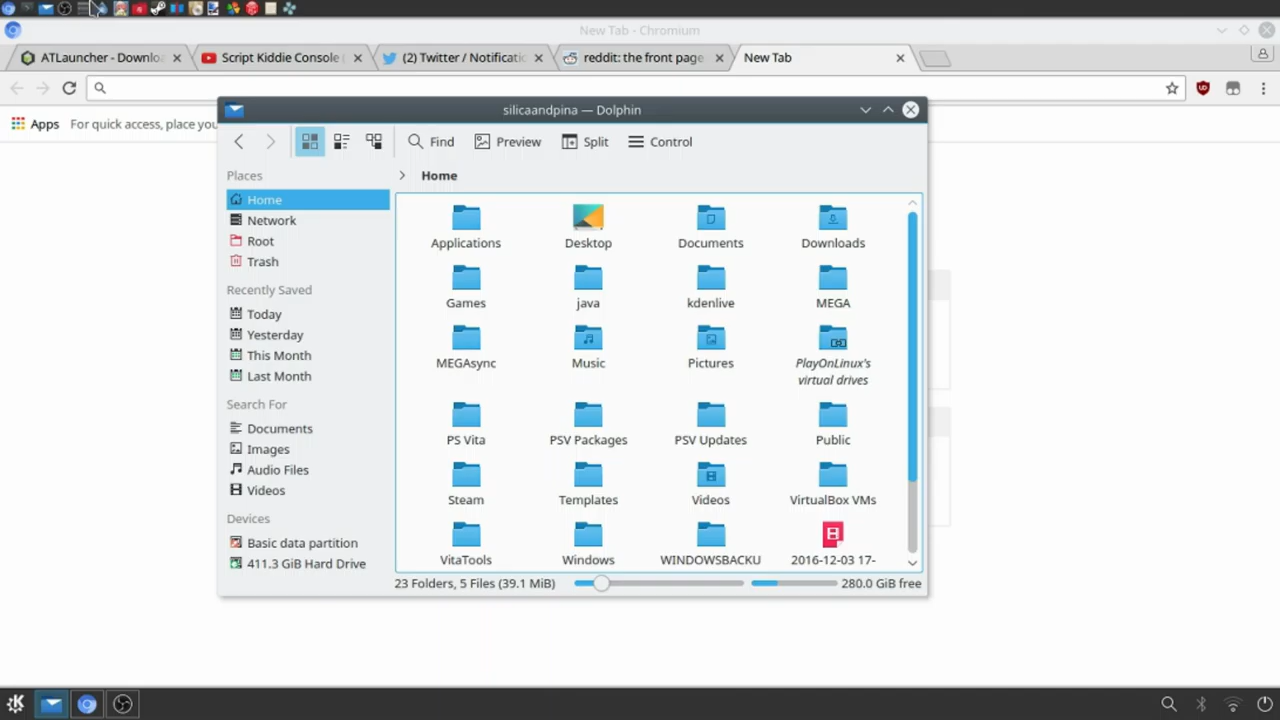 New Tab - Chromium
ATLauncher - Downloa
Script Kiddie Console (
(2) Twitter / Notificatio
reddit: the front page
New Tab
Apps
For quick access, place you
silicaandpina — Dolphin
Find
Preview
Split
Control
Places
Home
Home
Network
Root
Trash
Recently Saved
Today
Yesterday
This Month
Last Month
Search For
Documents
Images
Audio Files
Videos
Devices
Basic data partition
411.3 GiB Hard Drive
Applications
Desktop
Documents
Downloads
Games
java
kdenlive
MEGA
MEGAsync
Music
Pictures
PlayOnLinux's
virtual drives
PS Vita
PSV Packages
PSV Updates
Public
Steam
Templates
Videos
VirtualBox VMs
VitaTools
Windows
WINDOWSBACKU
2016-12-03 17-
23 Folders, 5 Files (39.1 MiB)
280.0 GiB free